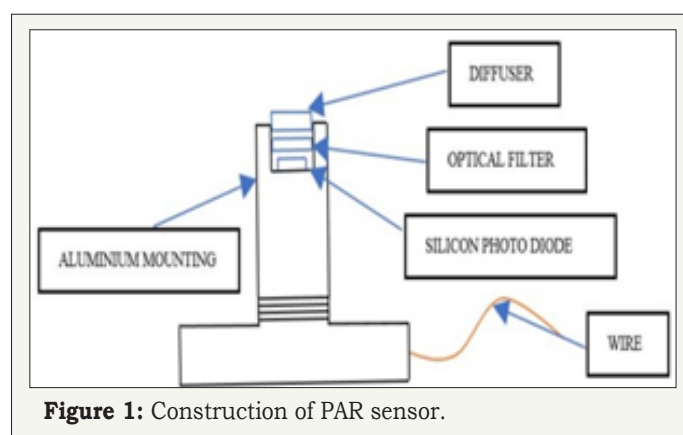 DIFFUSER
OPTICAL FILTER
SILICON PHOTO DIODE
ALUMINIUM MOUNTING
WIRE
Figure 1: Construction of PAR sensor.